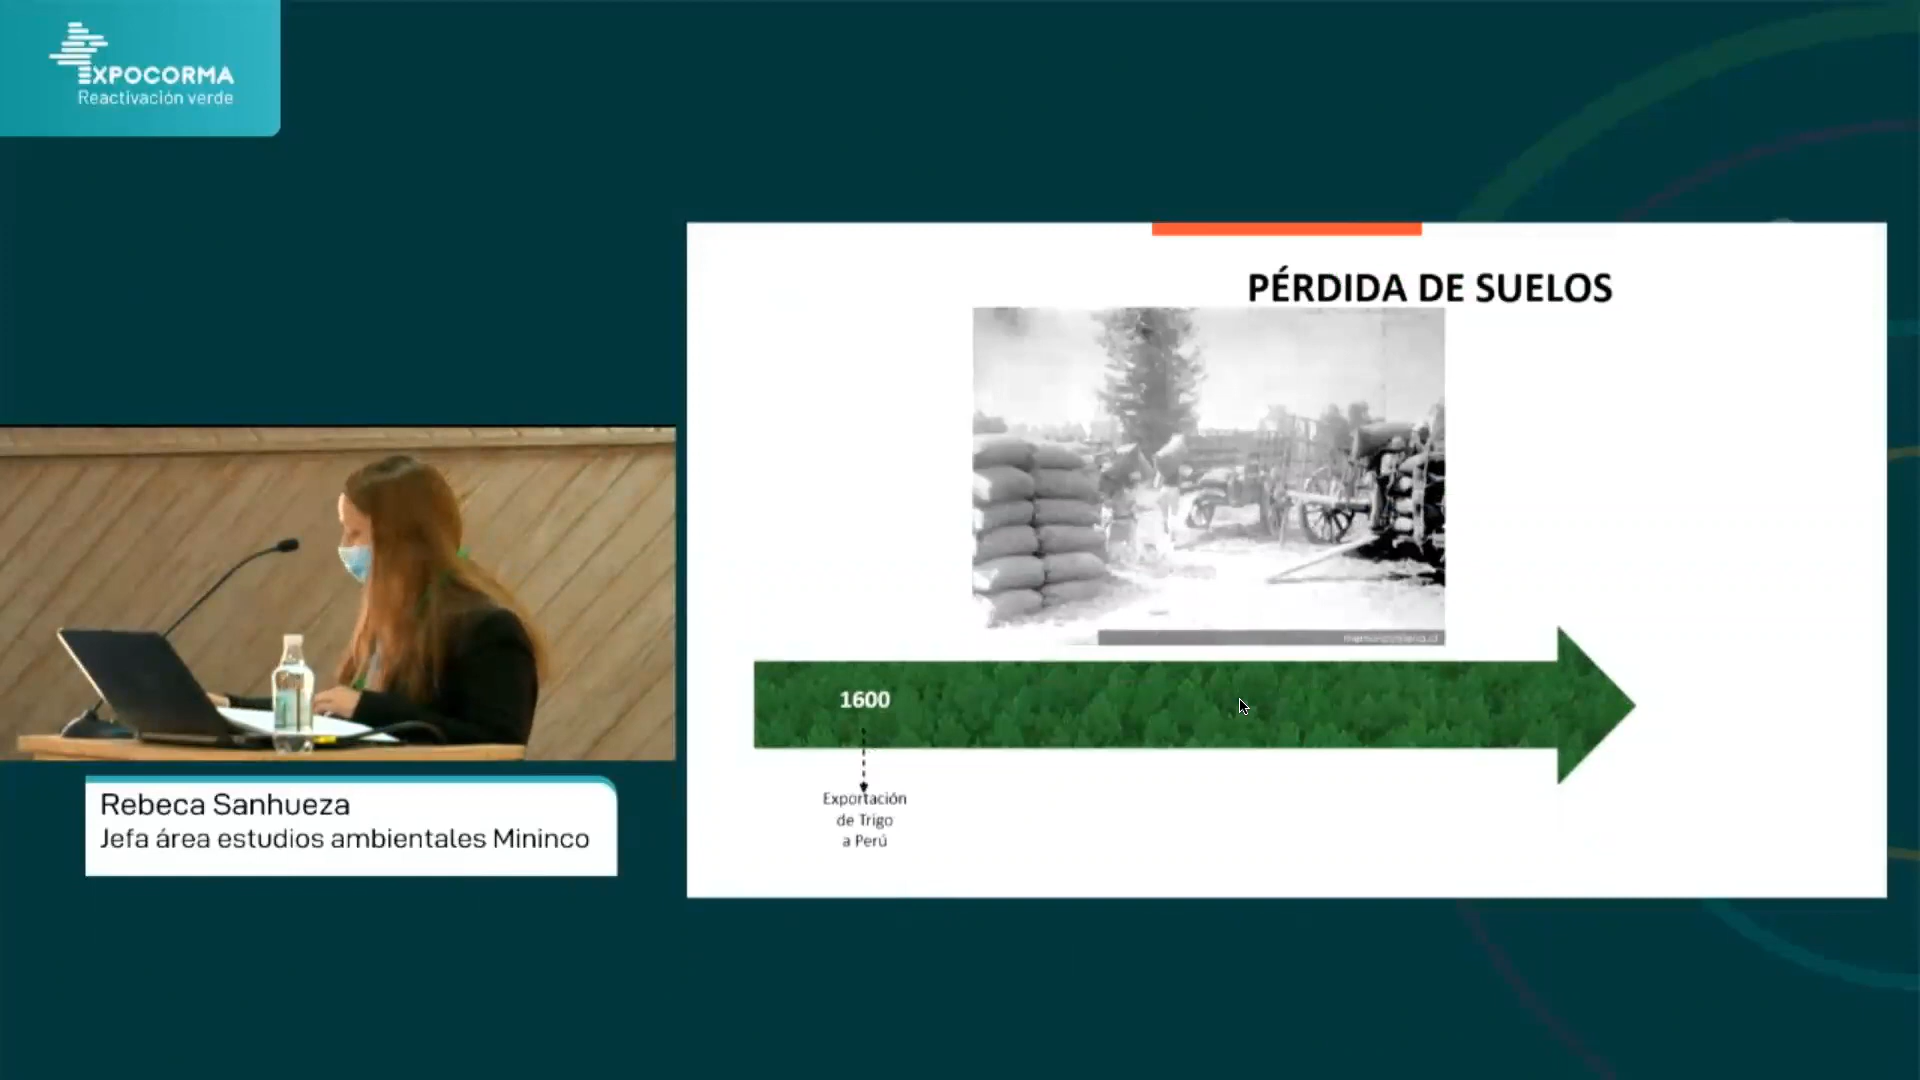 EXPOCORMA
Reactivación verde
PÉRDIDA DE SUELOS
1600
Exportación
de Trigo
a Perú
Rebeca Sanhueza
Jefa área estudios ambientales Mininco